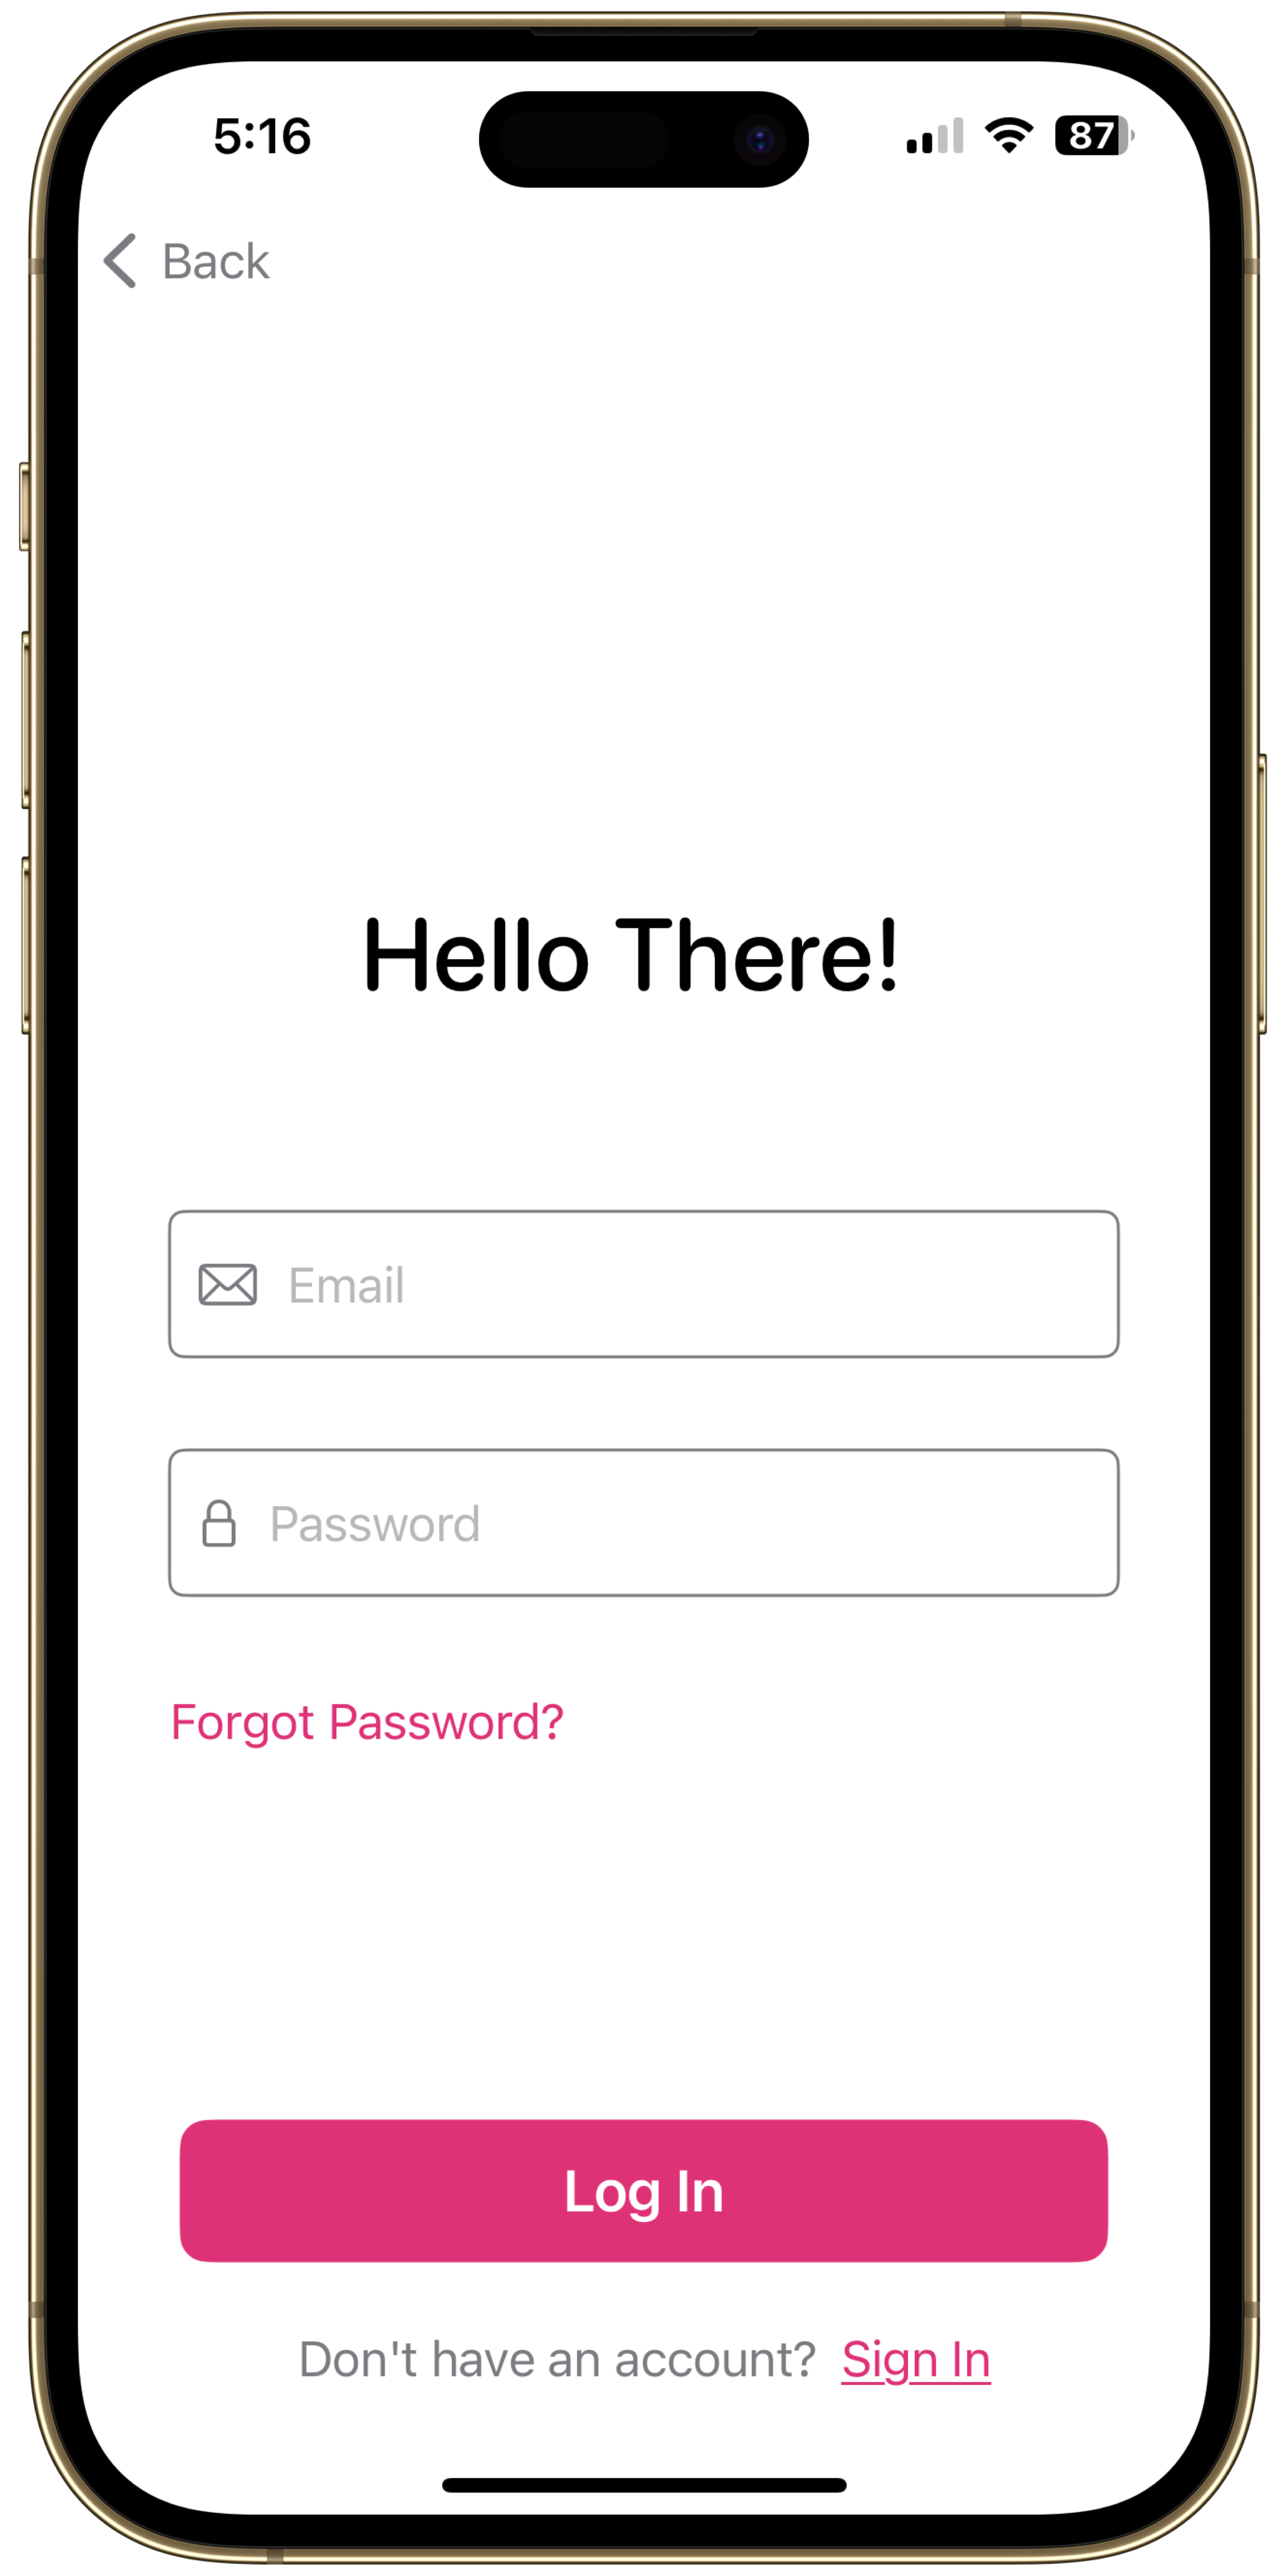 5:16 87
Back
Hello There!
Email
Password
Forgot Password?
Log In
Don't have an account? Sign In